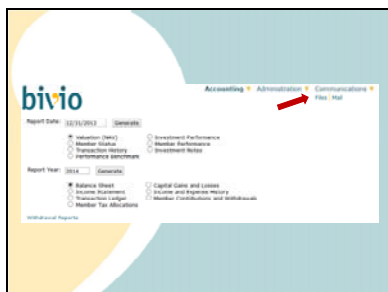 bivio
Accounting Administration Communications
Files | Mail
Report Date: 12/31/2013 Generate
Valuation (NAV) Investment Performance
Member Status Member Performance
Transaction History Investment Notes
Performance Benchmark
Report Year: 2014 Generate
Balance Sheet Capital Gains and Losses
Income Statement Income and Expense History
Transaction Ledger Member Contributions and Withdrawals
Member Tax Allocations
Withdrawal Reports